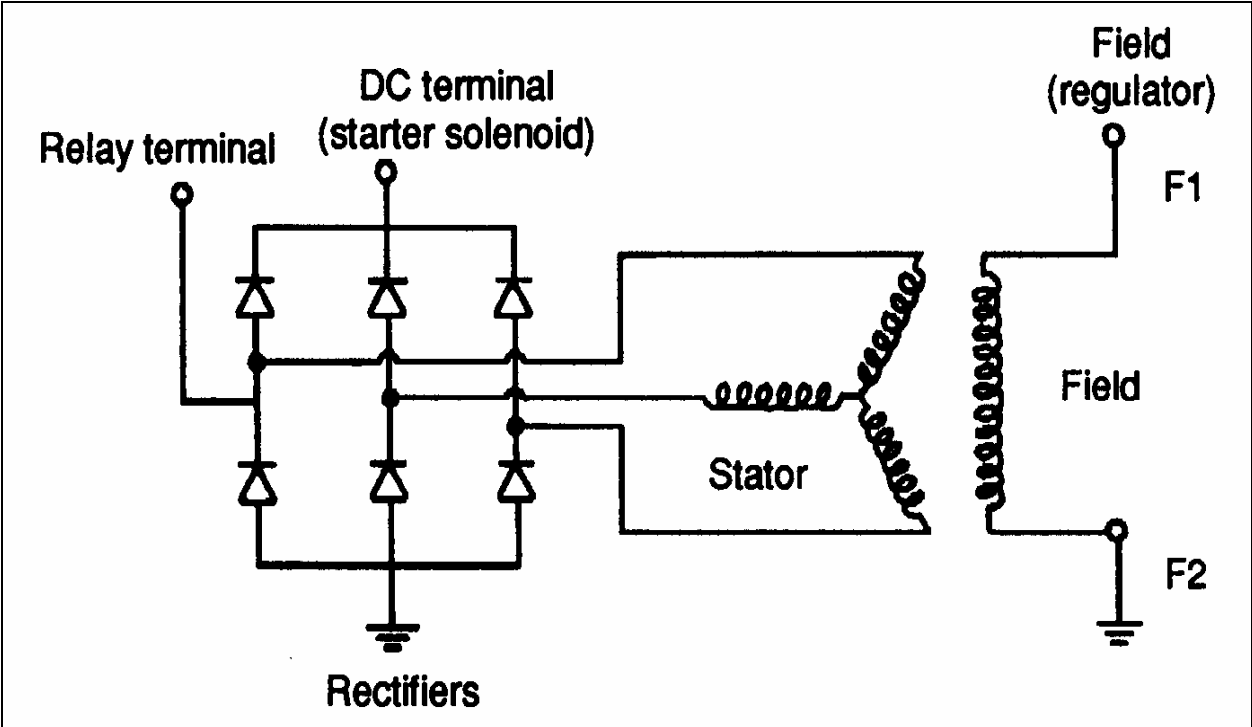 Field
(regulator)
DC terminal
(starter solenoid)
Relay terminal
F1
Field
Stator
F2
Rectifiers